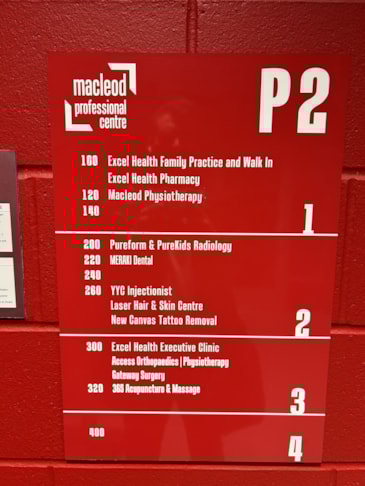 macleod
professional
centre
P2
100 Excel Health Family Practice and Walk In
Excel Health Pharmacy
120 Macleod Physiotherapy
140
1
200 Pureform & PureKids Radiology
220 MERAKI Dental
240
260 YYC Injectionist
Laser Hair & Skin Centre
New Canvas Tattoo Removal
2
300 Excel Health Executive Clinic
Access Orthopaedics | Physiotherapy
Gateway Surgery
320 365 Acupuncture & Massage
3
400
4